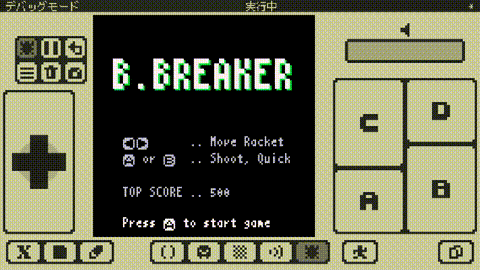 デバッグモード 実行中 *
B.BREAKER
.. Move Racket
A or B .. Shoot, Quick
TOP SCORE .. 500
Press A to start game
C
D
A
B
X
()